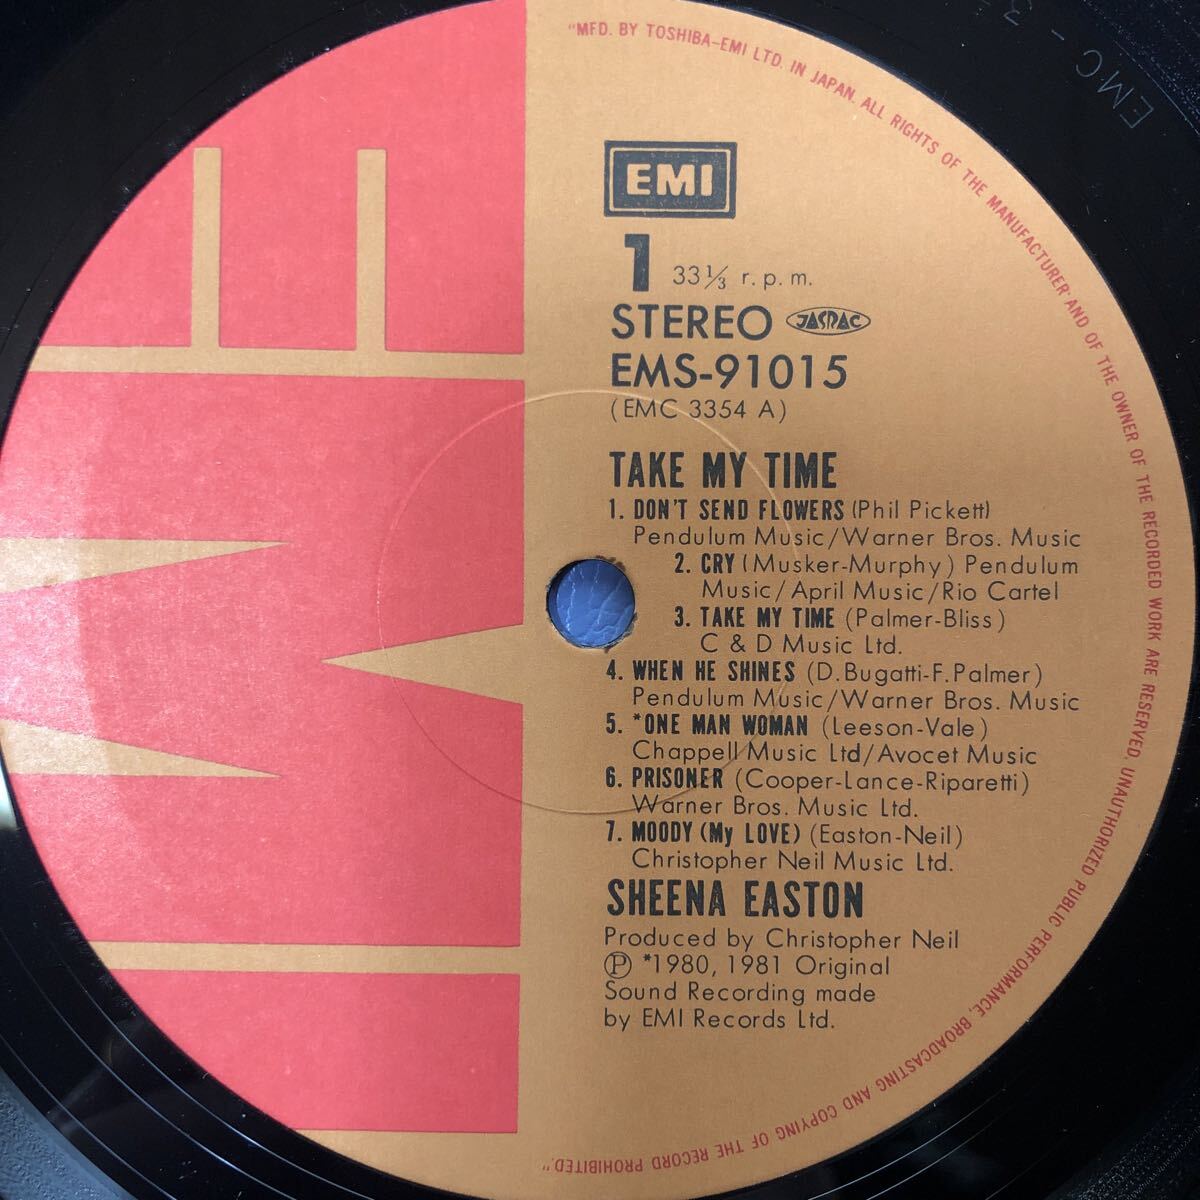 "MFD. BY TOSHIBA-EMI LTD. IN JAPAN. ALL RIGHTS OF THE MANUFACTURER AND OF THE OWNER OF THE RECORDED WORK ARE RESERVED. UNAUTHORIZED PUBLIC PERFORMANCE, BROADCASTING AND COPYING OF THE RECORD PROHIBITED."
EMC - 3
EMI
1 33⅓ r.p.m.
STEREO JASRAC
EMS-91015
(EMC 3354 A)
TAKE MY TIME
1. DON'T SEND FLOWERS (Phil Pickett)
Pendulum Music/Warner Bros. Music
2. CRY (Musker-Murphy) Pendulum
Music/April Music/Rio Cartel
3. TAKE MY TIME (Palmer-Bliss)
C & D Music Ltd.
4. WHEN HE SHINES (D.Bugatti-F.Palmer)
Pendulum Music/Warner Bros. Music
5. *ONE MAN WOMAN (Leeson-Vale)
Chappell Music Ltd/Avocet Music
6. PRISONER (Cooper-Lance-Riparetti)
Warner Bros. Music Ltd.
7. MOODY (My LOVE) (Easton-Neil)
Christopher Neil Music Ltd.
SHEENA EASTON
Produced by Christopher Neil
Ⓟ *1980, 1981 Original
Sound Recording made
by EMI Records Ltd.